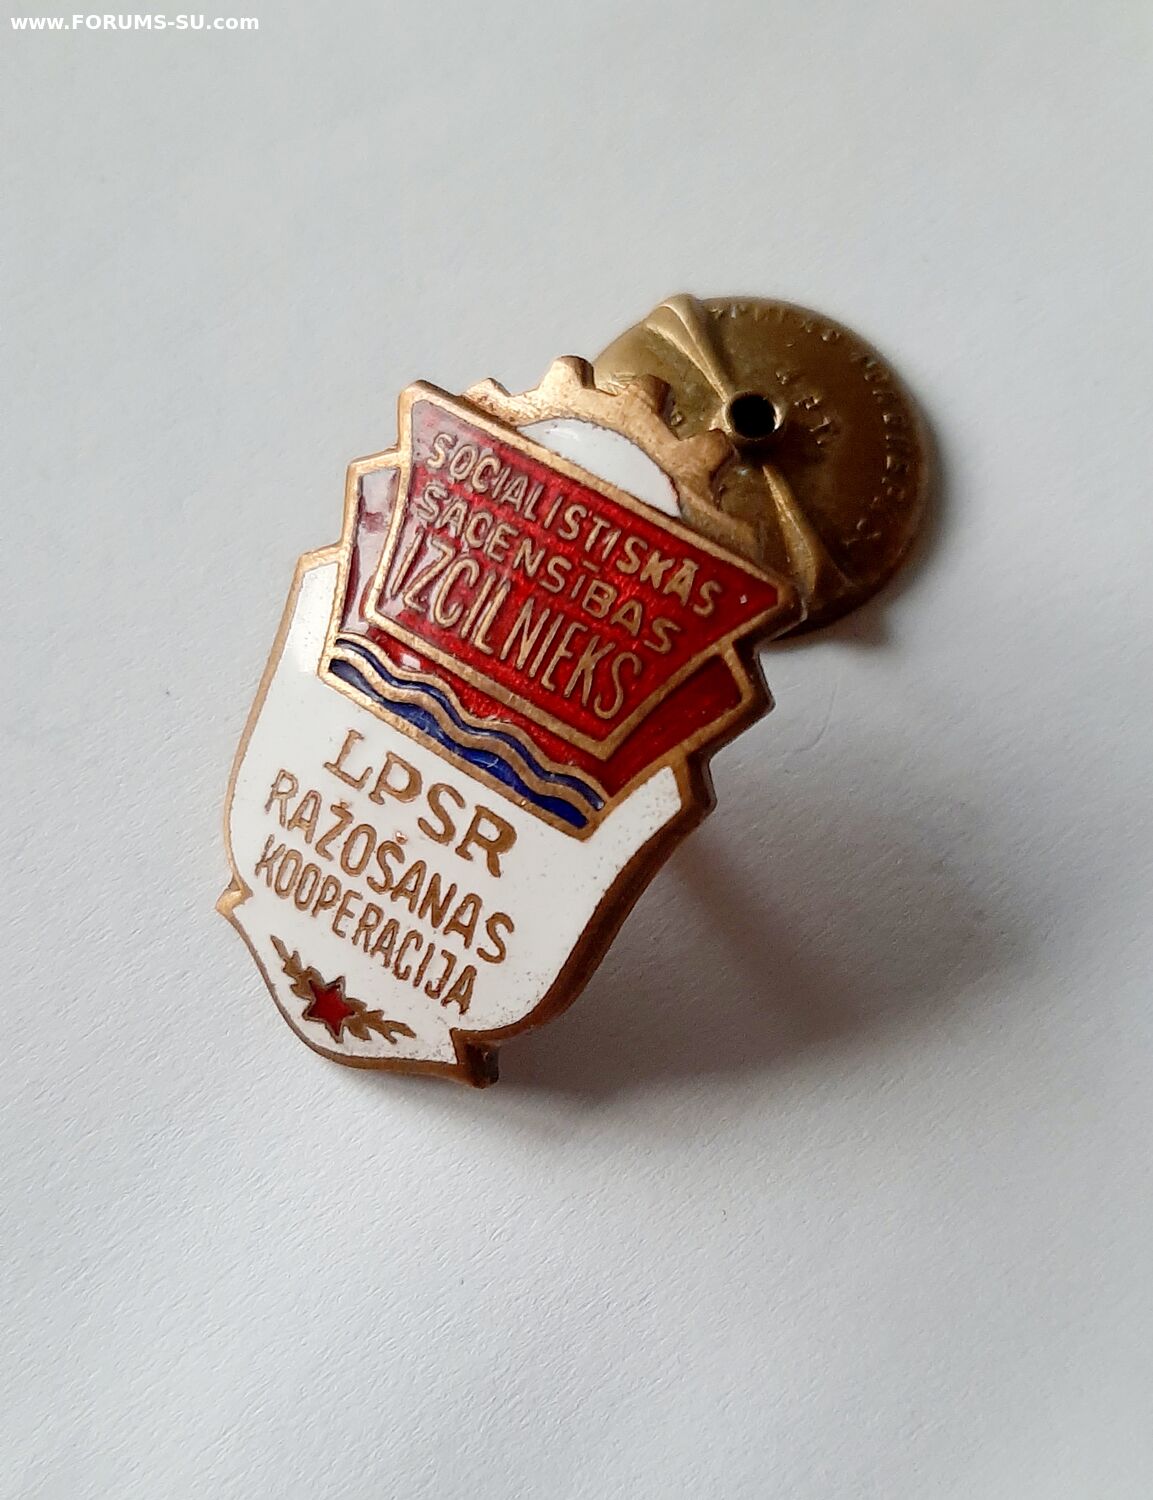 www.FORUMS-SU.com
SOCIALISTISKĀS
SACENSĪBAS
IZCILNIEKS
LPSR
RAŽOŠANAS
KOOPERACIJA